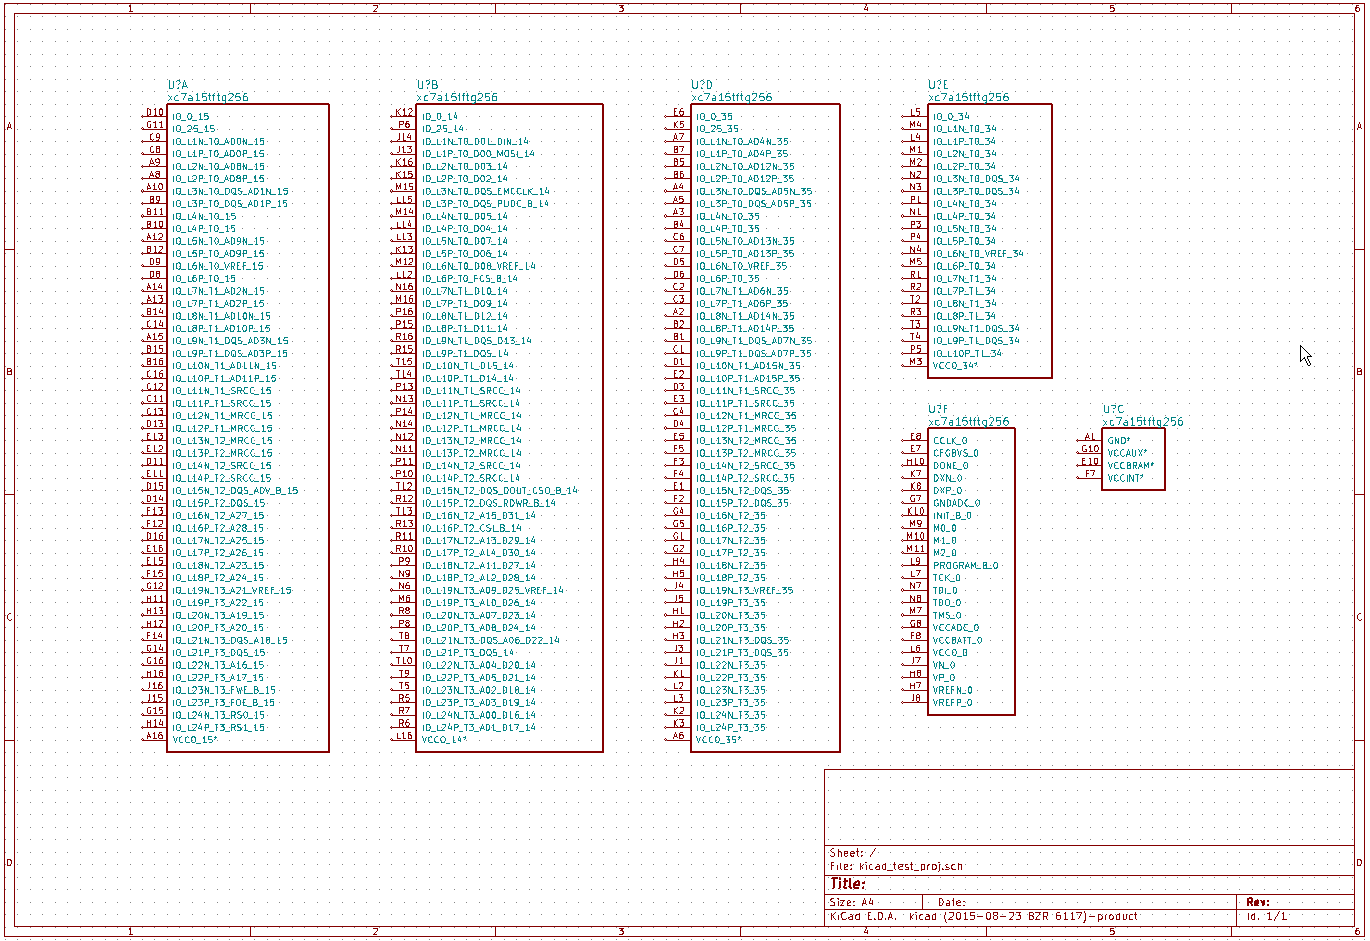 1 2 3 4 5 6
A
B
C
D
U?A
xc7a15tftg256
D10 IO_0_15
G11 IO_25_15
C9 IO_L1N_T0_AD0N_15
C8 IO_L1P_T0_AD0P_15
A9 IO_L2N_T0_AD8N_15
A8 IO_L2P_T0_AD8P_15
A10 IO_L3N_T0_DQS_AD1N_15
B9 IO_L3P_T0_DQS_AD1P_15
B11 IO_L4N_T0_15
B10 IO_L4P_T0_15
A12 IO_L5N_T0_AD9N_15
B12 IO_L5P_T0_AD9P_15
D9 IO_L6N_T0_VREF_15
D8 IO_L6P_T0_15
A14 IO_L7N_T1_AD2N_15
A13 IO_L7P_T1_AD2P_15
B14 IO_L8N_T1_AD10N_15
C14 IO_L8P_T1_AD10P_15
A15 IO_L9N_T1_DQS_AD3N_15
B15 IO_L9P_T1_DQS_AD3P_15
B16 IO_L10N_T1_AD11N_15
C16 IO_L10P_T1_AD11P_15
C12 IO_L11N_T1_SRCC_15
C11 IO_L11P_T1_SRCC_15
C13 IO_L12N_T1_MRCC_15
D13 IO_L12P_T1_MRCC_15
E13 IO_L13N_T2_MRCC_15
E12 IO_L13P_T2_MRCC_15
D11 IO_L14N_T2_SRCC_15
E11 IO_L14P_T2_SRCC_15
D15 IO_L15N_T2_DQS_ADV_B_15
D14 IO_L15P_T2_DQS_15
F13 IO_L16N_T2_A27_15
F12 IO_L16P_T2_A28_15
D16 IO_L17N_T2_A25_15
E16 IO_L17P_T2_A26_15
E15 IO_L18N_T2_A23_15
F15 IO_L18P_T2_A24_15
G12 IO_L19N_T3_A21_VREF_15
H11 IO_L19P_T3_A22_15
H13 IO_L20N_T3_A19_15
H12 IO_L20P_T3_A20_15
F14 IO_L21N_T3_DQS_A18_15
G14 IO_L21P_T3_DQS_15
G16 IO_L22N_T3_A16_15
H16 IO_L22P_T3_A17_15
J16 IO_L23N_T3_FWE_B_15
J15 IO_L23P_T3_FOE_B_15
G15 IO_L24N_T3_RS0_15
H14 IO_L24P_T3_RS1_15
A16 VCCO_15*
U?B
xc7a15tftg256
K12 IO_0_14
P6 IO_25_14
J14 IO_L1N_T0_D01_DIN_14
J13 IO_L1P_T0_D00_MOSI_14
K16 IO_L2N_T0_D03_14
K15 IO_L2P_T0_D02_14
M15 IO_L3N_T0_DQS_EMCCLK_14
L15 IO_L3P_T0_DQS_PUDC_B_14
M14 IO_L4N_T0_D05_14
L14 IO_L4P_T0_D04_14
L13 IO_L5N_T0_D07_14
K13 IO_L5P_T0_D06_14
M12 IO_L6N_T0_D08_VREF_14
L12 IO_L6P_T0_FCS_B_14
N16 IO_L7N_T1_D10_14
M16 IO_L7P_T1_D09_14
P16 IO_L8N_T1_D12_14
P15 IO_L8P_T1_D11_14
R16 IO_L9N_T1_DQS_D13_14
R15 IO_L9P_T1_DQS_14
T15 IO_L10N_T1_D15_14
T14 IO_L10P_T1_D14_14
P13 IO_L11N_T1_SRCC_14
N13 IO_L11P_T1_SRCC_14
P14 IO_L12N_T1_MRCC_14
N14 IO_L12P_T1_MRCC_14
N12 IO_L13N_T2_MRCC_14
N11 IO_L13P_T2_MRCC_14
P11 IO_L14N_T2_SRCC_14
P10 IO_L14P_T2_SRCC_14
T12 IO_L15N_T2_DQS_DOUT_CSO_B_14
R12 IO_L15P_T2_DQS_RDWR_B_14
T13 IO_L16N_T2_A15_D31_14
R13 IO_L16P_T2_CSI_B_14
R11 IO_L17N_T2_A13_D29_14
R10 IO_L17P_T2_A14_D30_14
P9 IO_L18N_T2_A11_D27_14
N9 IO_L18P_T2_A12_D28_14
N6 IO_L19N_T3_A09_D25_VREF_14
M6 IO_L19P_T3_A10_D26_14
R8 IO_L20N_T3_A07_D23_14
P8 IO_L20P_T3_A08_D24_14
T8 IO_L21N_T3_DQS_A06_D22_14
T7 IO_L21P_T3_DQS_14
T10 IO_L22N_T3_A04_D20_14
T9 IO_L22P_T3_A05_D21_14
T5 IO_L23N_T3_A02_D18_14
R5 IO_L23P_T3_A03_D19_14
R7 IO_L24N_T3_A00_D16_14
R6 IO_L24P_T3_A01_D17_14
L16 VCCO_14*
U?D
xc7a15tftg256
E6 IO_0_35
K5 IO_25_35
A7 IO_L1N_T0_AD4N_35
B7 IO_L1P_T0_AD4P_35
B5 IO_L2N_T0_AD12N_35
B6 IO_L2P_T0_AD12P_35
A4 IO_L3N_T0_DQS_AD5N_35
A5 IO_L3P_T0_DQS_AD5P_35
A3 IO_L4N_T0_35
B4 IO_L4P_T0_35
C6 IO_L5N_T0_AD13N_35
C7 IO_L5P_T0_AD13P_35
D5 IO_L6N_T0_VREF_35
D6 IO_L6P_T0_35
C2 IO_L7N_T1_AD6N_35
C3 IO_L7P_T1_AD6P_35
A2 IO_L8N_T1_AD14N_35
B2 IO_L8P_T1_AD14P_35
B1 IO_L9N_T1_DQS_AD7N_35
C1 IO_L9P_T1_DQS_AD7P_35
D1 IO_L10N_T1_AD15N_35
E2 IO_L10P_T1_AD15P_35
D3 IO_L11N_T1_SRCC_35
E3 IO_L11P_T1_SRCC_35
C4 IO_L12N_T1_MRCC_35
D4 IO_L12P_T1_MRCC_35
E5 IO_L13N_T2_MRCC_35
F5 IO_L13P_T2_MRCC_35
F3 IO_L14N_T2_SRCC_35
F4 IO_L14P_T2_SRCC_35
E1 IO_L15N_T2_DQS_35
F2 IO_L15P_T2_DQS_35
G4 IO_L16N_T2_35
G5 IO_L16P_T2_35
G1 IO_L17N_T2_35
G2 IO_L17P_T2_35
H4 IO_L18N_T2_35
H5 IO_L18P_T2_35
J4 IO_L19N_T3_VREF_35
J5 IO_L19P_T3_35
H1 IO_L20N_T3_35
H2 IO_L20P_T3_35
H3 IO_L21N_T3_DQS_35
J3 IO_L21P_T3_DQS_35
J1 IO_L22N_T3_35
K1 IO_L22P_T3_35
L2 IO_L23N_T3_35
L3 IO_L23P_T3_35
K2 IO_L24N_T3_35
K3 IO_L24P_T3_35
A6 VCCO_35*
U?E
xc7a15tftg256
L5 IO_0_34
M4 IO_L1N_T0_34
L4 IO_L1P_T0_34
M1 IO_L2N_T0_34
M2 IO_L2P_T0_34
N2 IO_L3N_T0_DQS_34
N3 IO_L3P_T0_DQS_34
P1 IO_L4N_T0_34
N1 IO_L4P_T0_34
P3 IO_L5N_T0_34
P4 IO_L5P_T0_34
N4 IO_L6N_T0_VREF_34
M5 IO_L6P_T0_34
R1 IO_L7N_T1_34
R2 IO_L7P_T1_34
T2 IO_L8N_T1_34
R3 IO_L8P_T1_34
T3 IO_L9N_T1_DQS_34
T4 IO_L9P_T1_DQS_34
P5 IO_L10P_T1_34
M3 VCCO_34*
U?F
xc7a15tftg256
E8 CCLK_0
E7 CFGBVS_0
H10 DONE_0
K7 DXN_0
K8 DXP_0
G7 GNDADC_0
K10 INIT_B_0
M9 M0_0
M10 M1_0
M11 M2_0
L9 PROGRAM_B_0
L7 TCK_0
N7 TDI_0
N8 TDO_0
M7 TMS_0
G8 VCCADC_0
F8 VCCBATT_0
L6 VCCO_0
J7 VN_0
H8 VP_0
H7 VREFN_0
J8 VREFP_0
U?C
xc7a15tftg256
A1 GND*
G10 VCCAUX*
E10 VCCBRAM*
F7 VCCINT*
Sheet: /
File: kicad_test_proj.sch
Title:
Size: A4 Date: Rev:
KiCad E.D.A. kicad (2015-08-23 BZR 6117)-product Id: 1/1
A
B
C
D
1 2 3 4 5 6